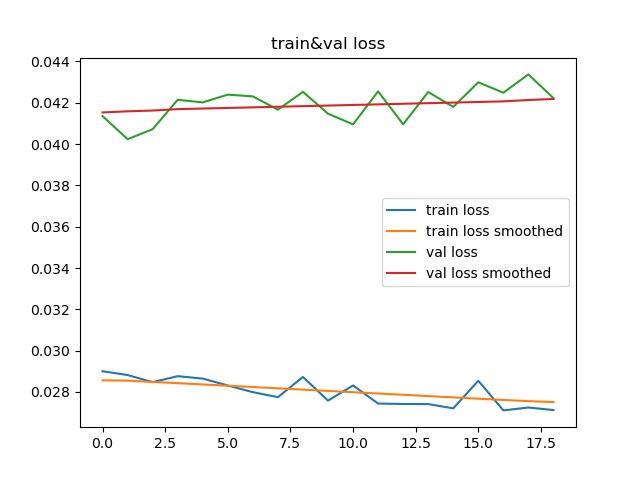 train&val loss
0.044
0.042
0.040
0.038
0.036
0.034
0.032
0.030
0.028
train loss
train loss smoothed
val loss
val loss smoothed
0.0 2.5 5.0 7.5 10.0 12.5 15.0 17.5